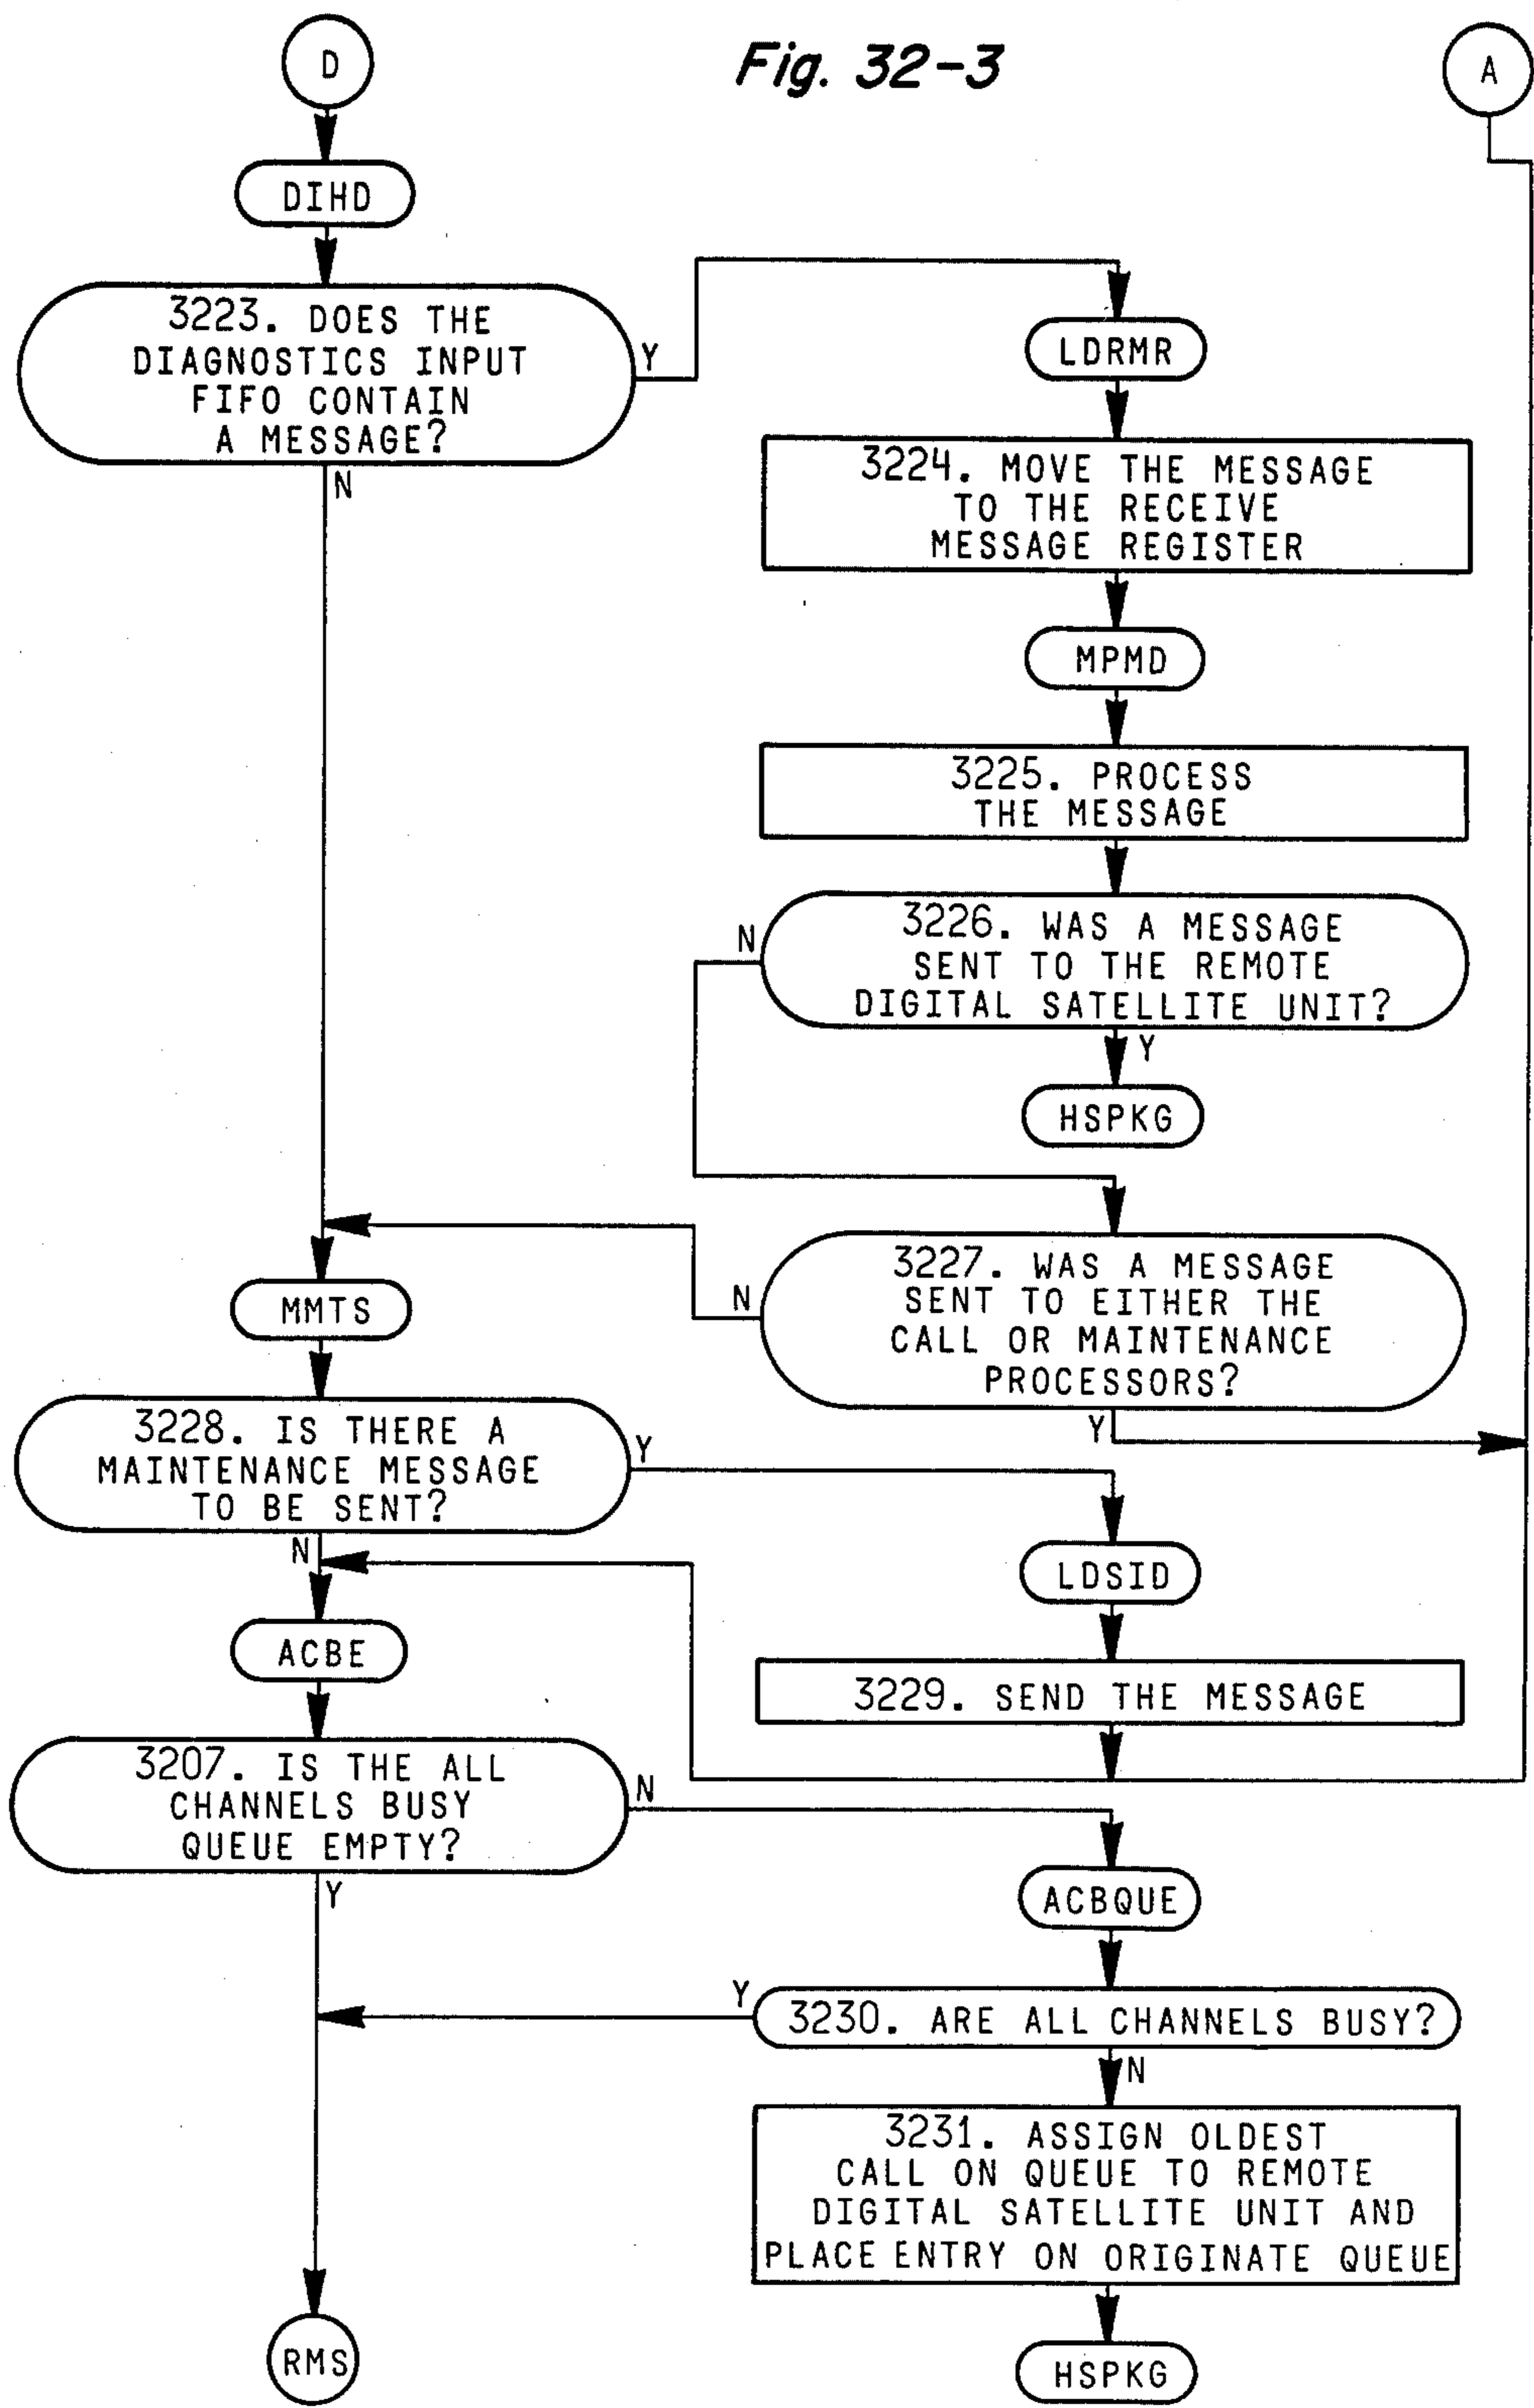 Fig. 32-3
D
A
DIHD
3223. DOES THE
DIAGNOSTICS INPUT
FIFO CONTAIN
A MESSAGE?
Y
N
LDRMR
3224. MOVE THE MESSAGE
TO THE RECEIVE
MESSAGE REGISTER
MPMD
3225. PROCESS
THE MESSAGE
3226. WAS A MESSAGE
SENT TO THE REMOTE
DIGITAL SATELLITE UNIT?
N
Y
HSPKG
3227. WAS A MESSAGE
SENT TO EITHER THE
CALL OR MAINTENANCE
PROCESSORS?
N
Y
MMTS
3228. IS THERE A
MAINTENANCE MESSAGE
TO BE SENT?
Y
N
LDSID
3229. SEND THE MESSAGE
ACBE
3207. IS THE ALL
CHANNELS BUSY
QUEUE EMPTY?
N
Y
ACBQUE
3230. ARE ALL CHANNELS BUSY?
Y
N
3231. ASSIGN OLDEST
CALL ON QUEUE TO REMOTE
DIGITAL SATELLITE UNIT AND
PLACE ENTRY ON ORIGINATE QUEUE
RMS
HSPKG